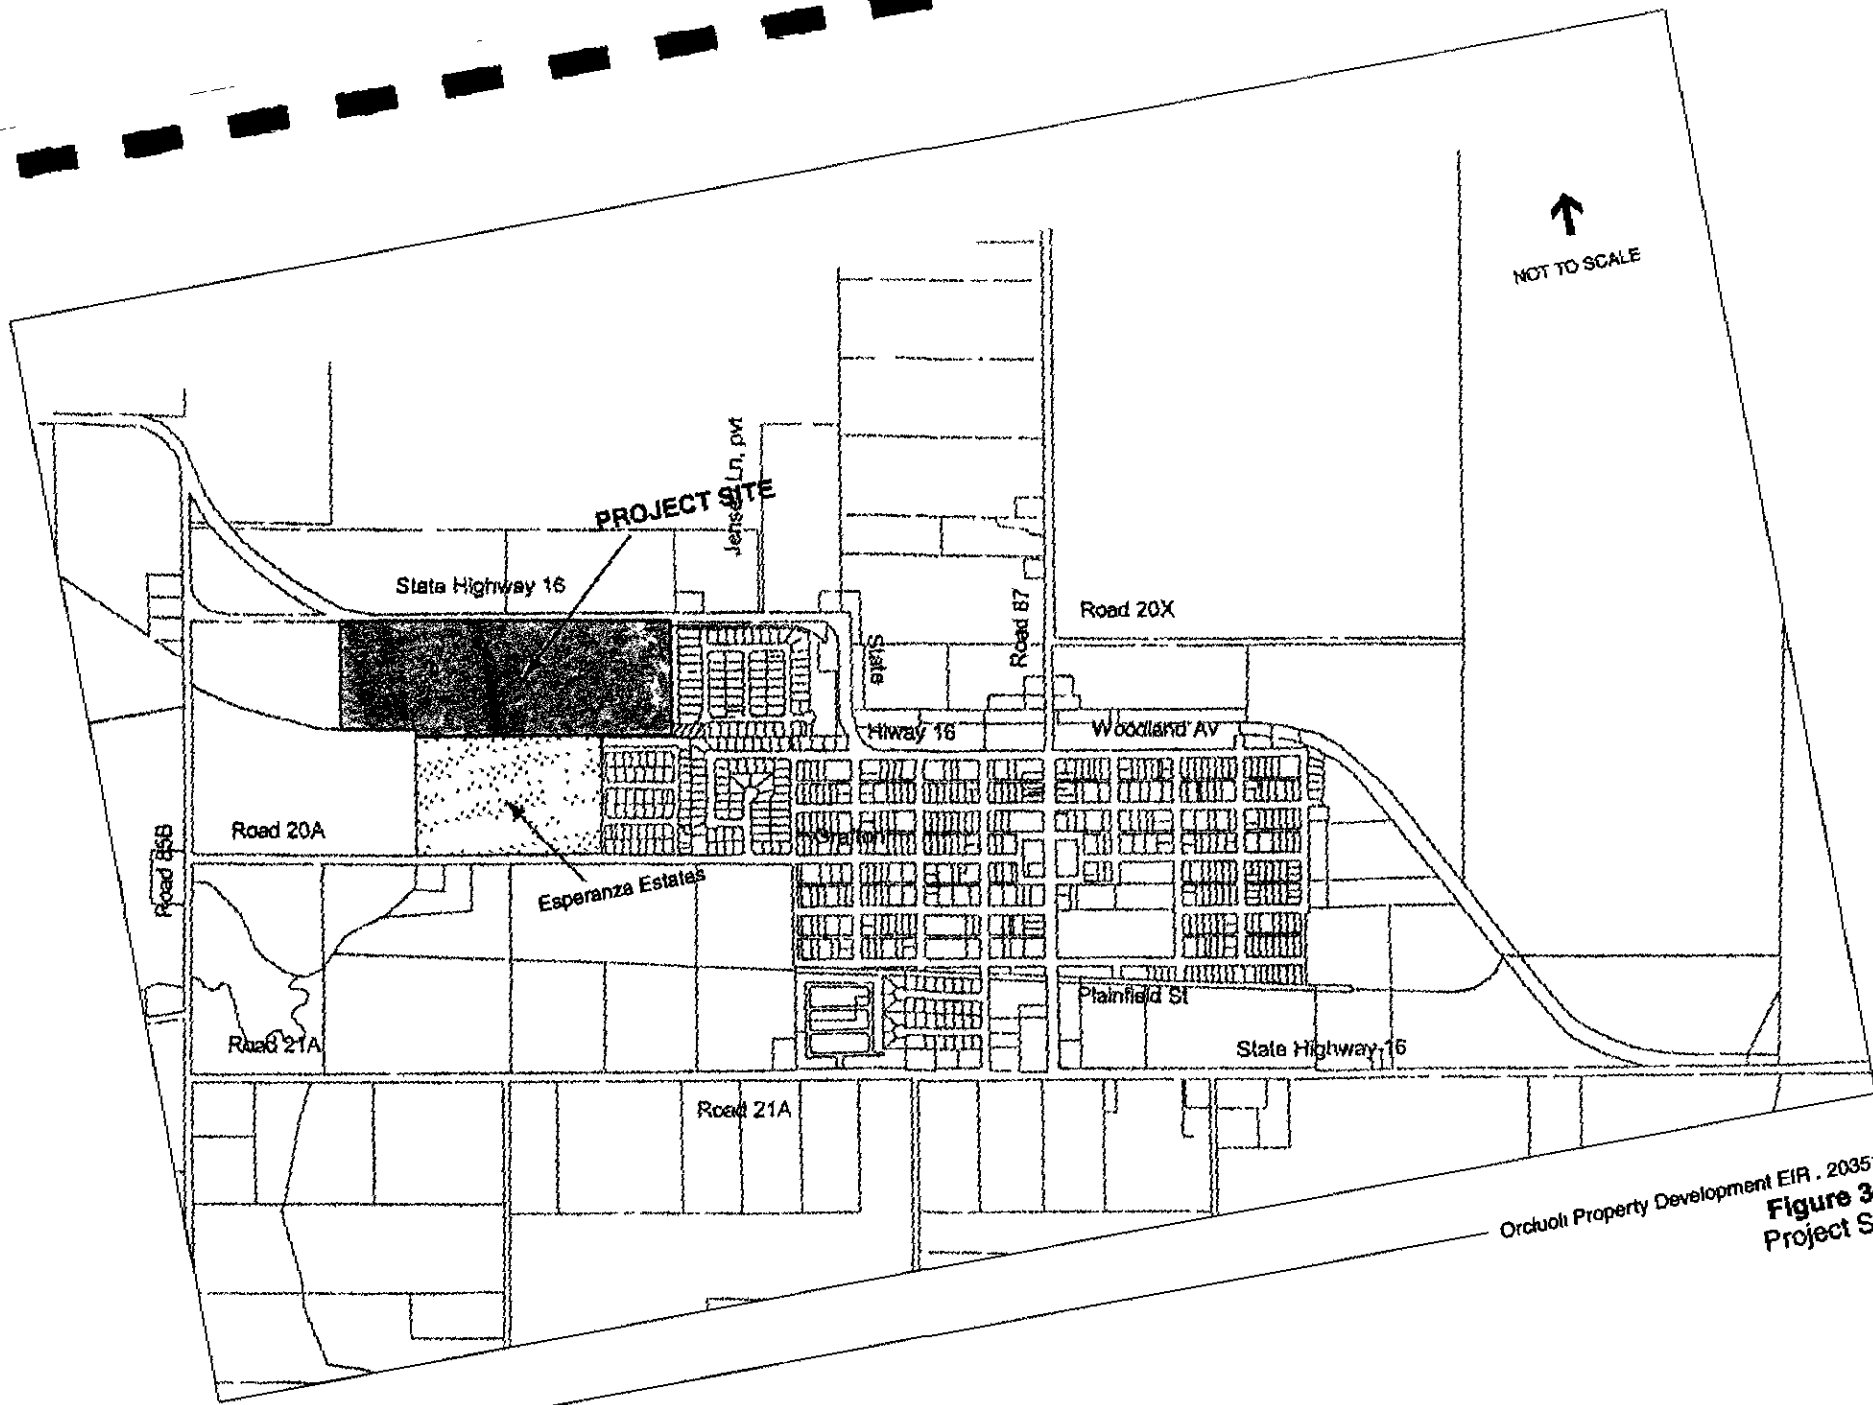 NOT TO SCALE
Jensen Ln, pvt
PROJECT SITE
State Highway 16
Road 87
Road 20X
State
Hiway 16
Woodland AV
Road 20A
Road 85B
Grafton
Esperanza Estates
Plainfield St
Road 21A
State Highway 16
Road 21A
Orciuoli Property Development EIR . 2035
Figure 3
Project S